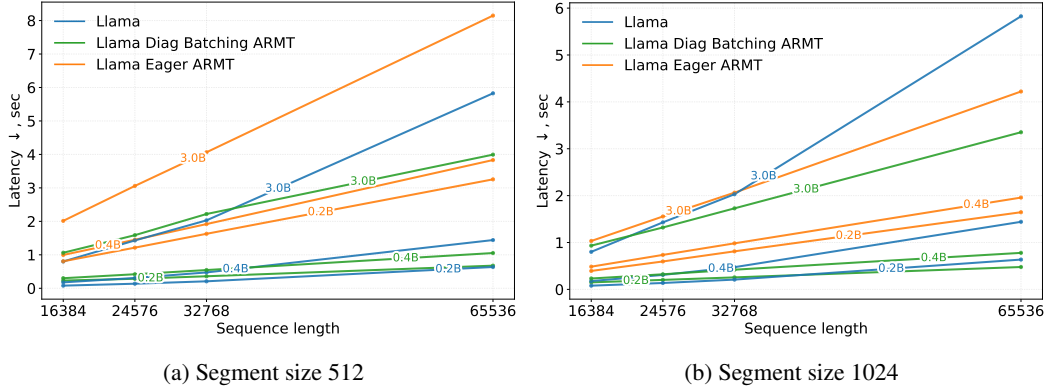 Llama
Llama Diag Batching ARMT
Llama Eager ARMT
Latency ↓, sec
8
7
6
5
4
3
2
1
0
3.0B
3.0B
3.0B
0.2B
0.4B
0.4B
0.4B
0.2B
0.2B
16384 24576 32768 65536
Sequence length
(a) Segment size 512
Llama
Llama Diag Batching ARMT
Llama Eager ARMT
Latency ↓, sec
6
5
4
3
2
1
0
3.0B
3.0B
3.0B
0.4B
0.2B
0.4B
0.4B
0.2B
0.2B
16384 24576 32768 65536
Sequence length
(b) Segment size 1024